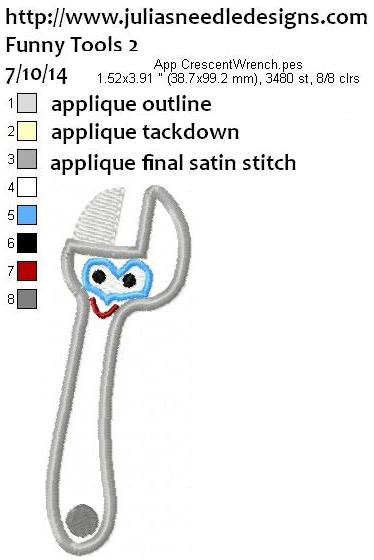 http://www.juliasneedledesigns.com
Funny Tools 2
App CrescentWrench.pes
7/10/14 1.52x3.91 " (38.7x99.2 mm), 3480 st, 8/8 clrs
1 applique outline
2 applique tackdown
3 applique final satin stitch
4
5
6
7
8